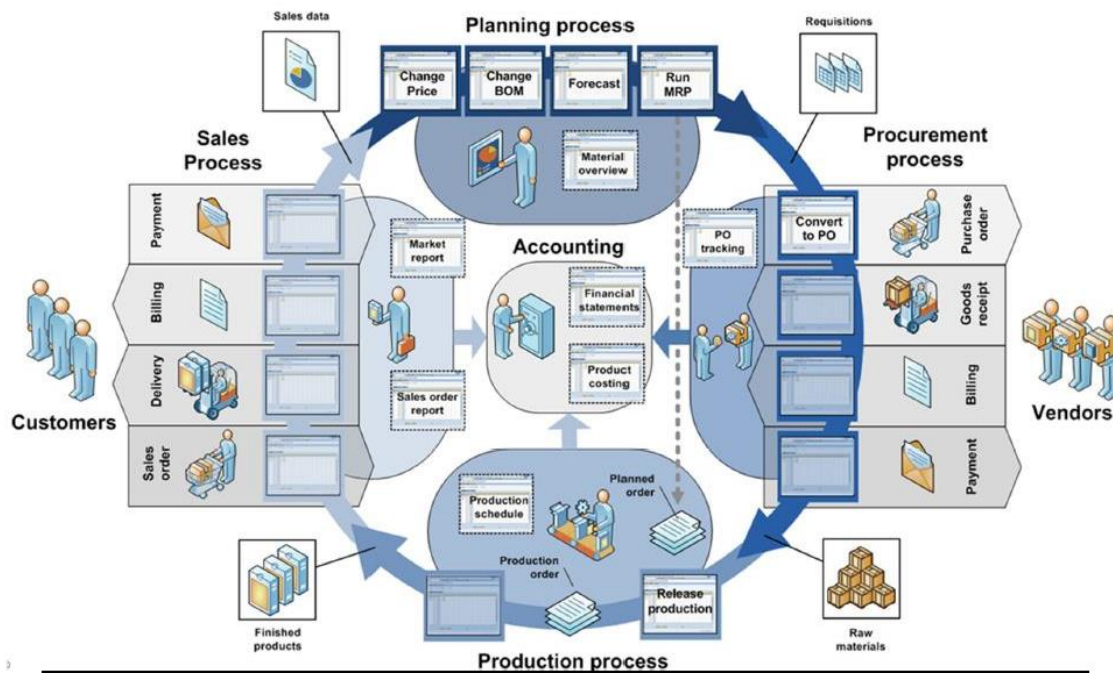 Sales data
Planning process
Requisitions
Change
Price
Change
BOM
Forecast
Run
MRP
Sales
Process
Procurement
process
Material
overview
Payment
Market
report
Accounting
PO
tracking
Convert
to PO
Purchase
order
Billing
Financial
statements
Goods
receipt
Customers
Delivery
Sales order
report
Product
costing
Billing
Vendors
Sales
order
Production
schedule
Planned
order
Payment
Production
order
Release
production
Finished
products
Raw
materials
Production process